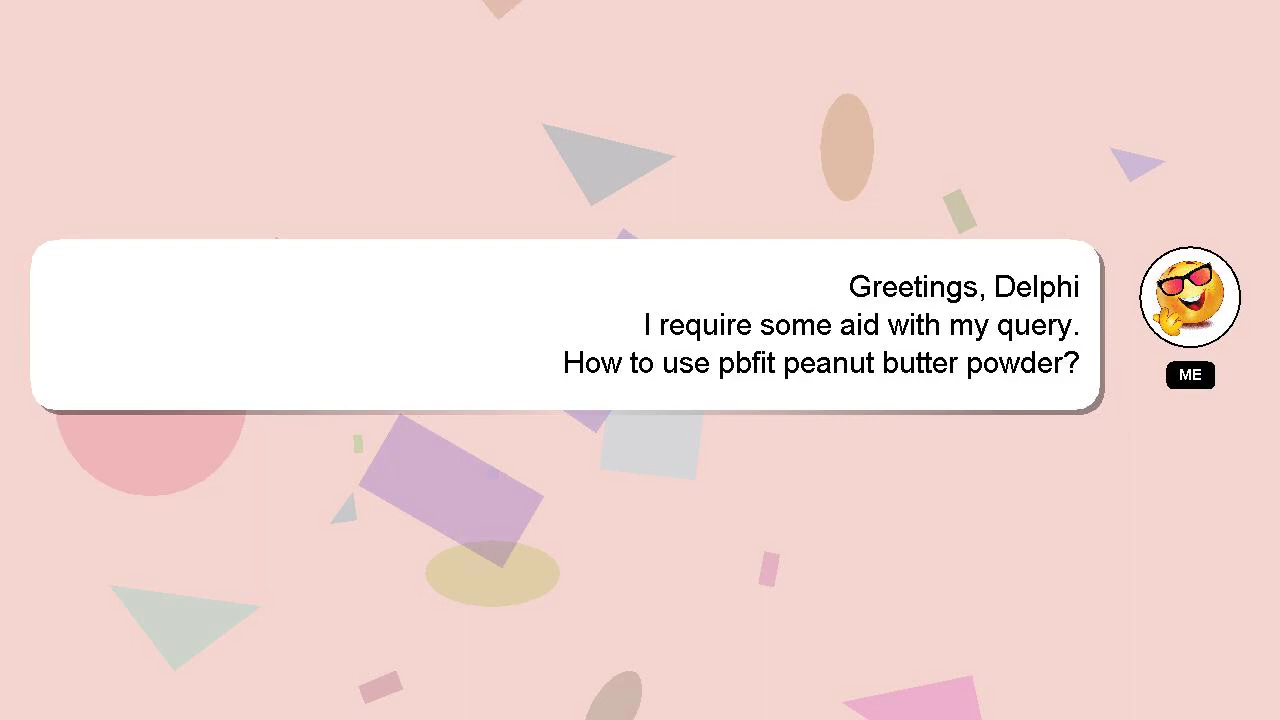 Greetings, Delphi
I require some aid with my query.
How to use pbfit peanut butter powder?
ME